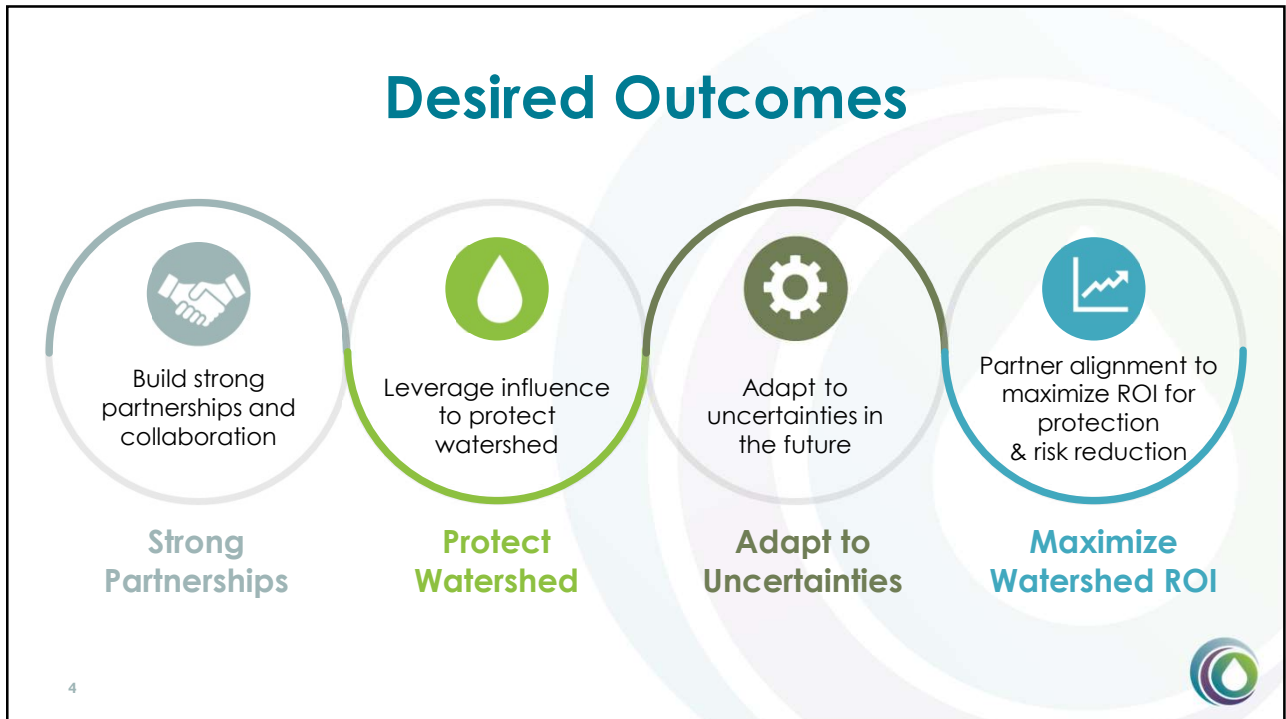 Desired Outcomes
Build strong
partnerships and
collaboration
Leverage influence
to protect
watershed
Adapt to
uncertainties in
the future
Partner alignment to
maximize ROI for
protection
& risk reduction
Strong
Partnerships
Protect
Watershed
Adapt to
Uncertainties
Maximize
Watershed ROI
4